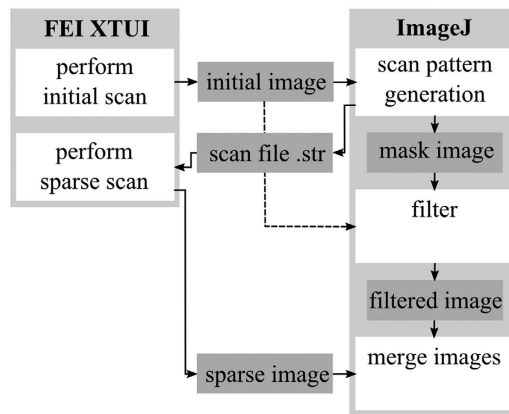 FEI XTUI
perform
initial scan
perform
sparse scan
initial image
scan file .str
sparse image
ImageJ
scan pattern
generation
mask image
filter
filtered image
merge images